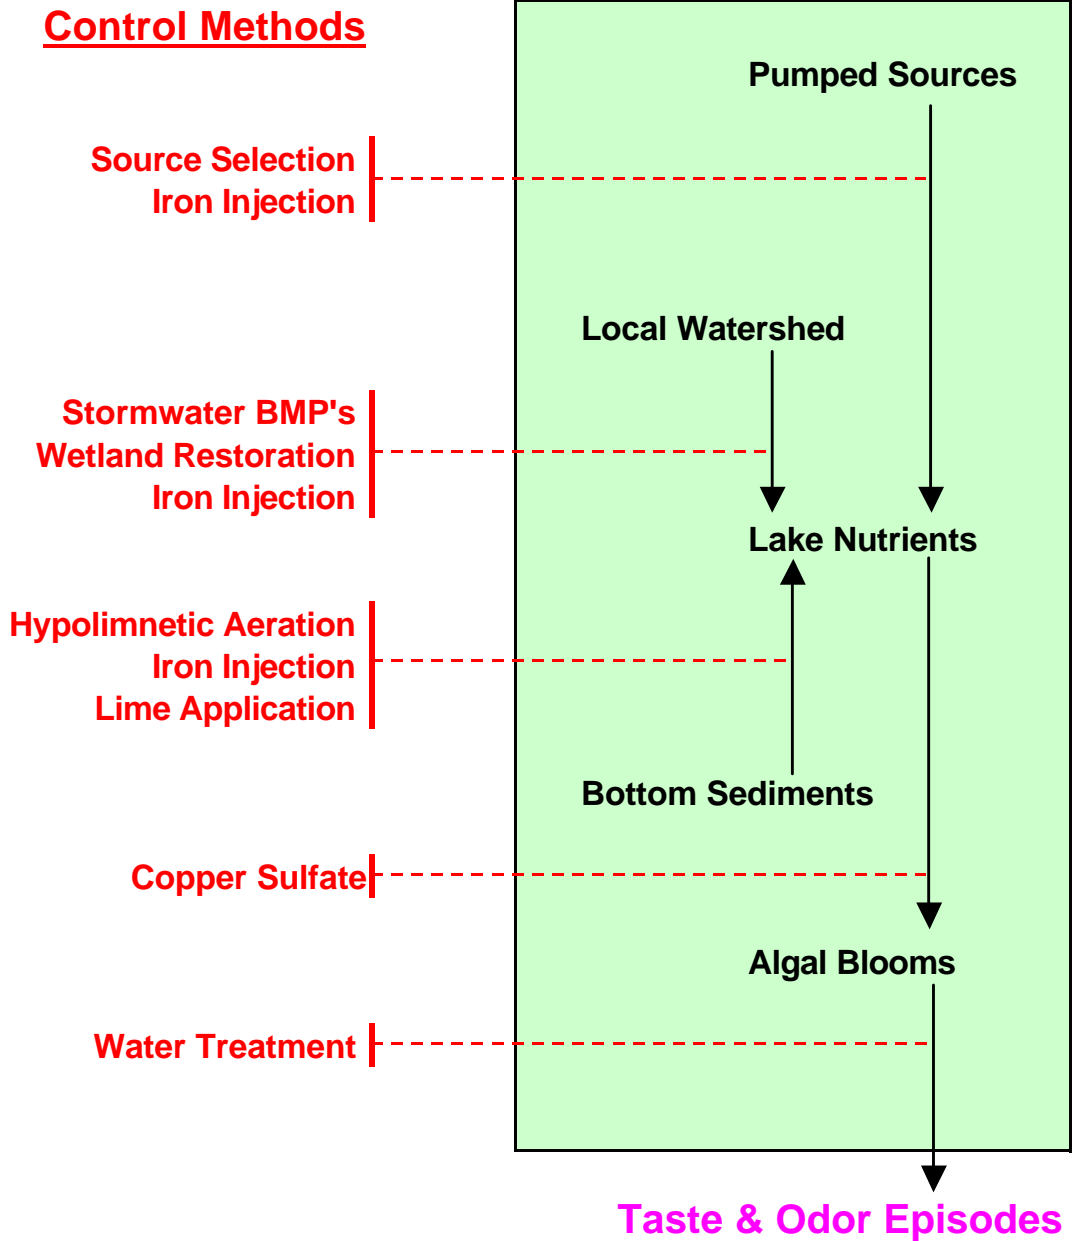 Control Methods
Pumped Sources
Source Selection
Iron Injection
Local Watershed
Stormwater BMP's
Wetland Restoration
Iron Injection
Lake Nutrients
Hypolimnetic Aeration
Iron Injection
Lime Application
Bottom Sediments
Copper Sulfate
Algal Blooms
Water Treatment
Taste & Odor Episodes